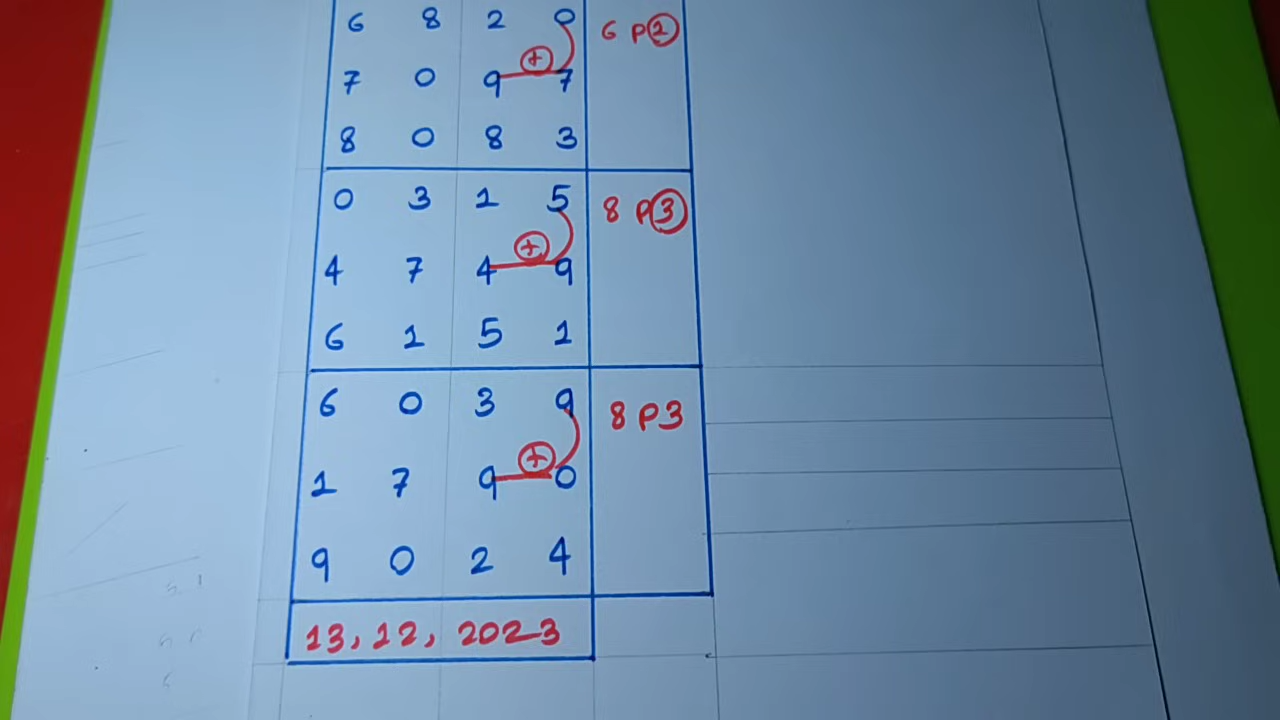 6 8 2 0 6 P2
+
7 0 9 7
8 0 8 3
0 3 1 5 8 P3
+
4 7 4 9
6 1 5 1
6 0 3 9 8 P3
+
1 7 9 0
9 0 2 4
13, 12, 2023